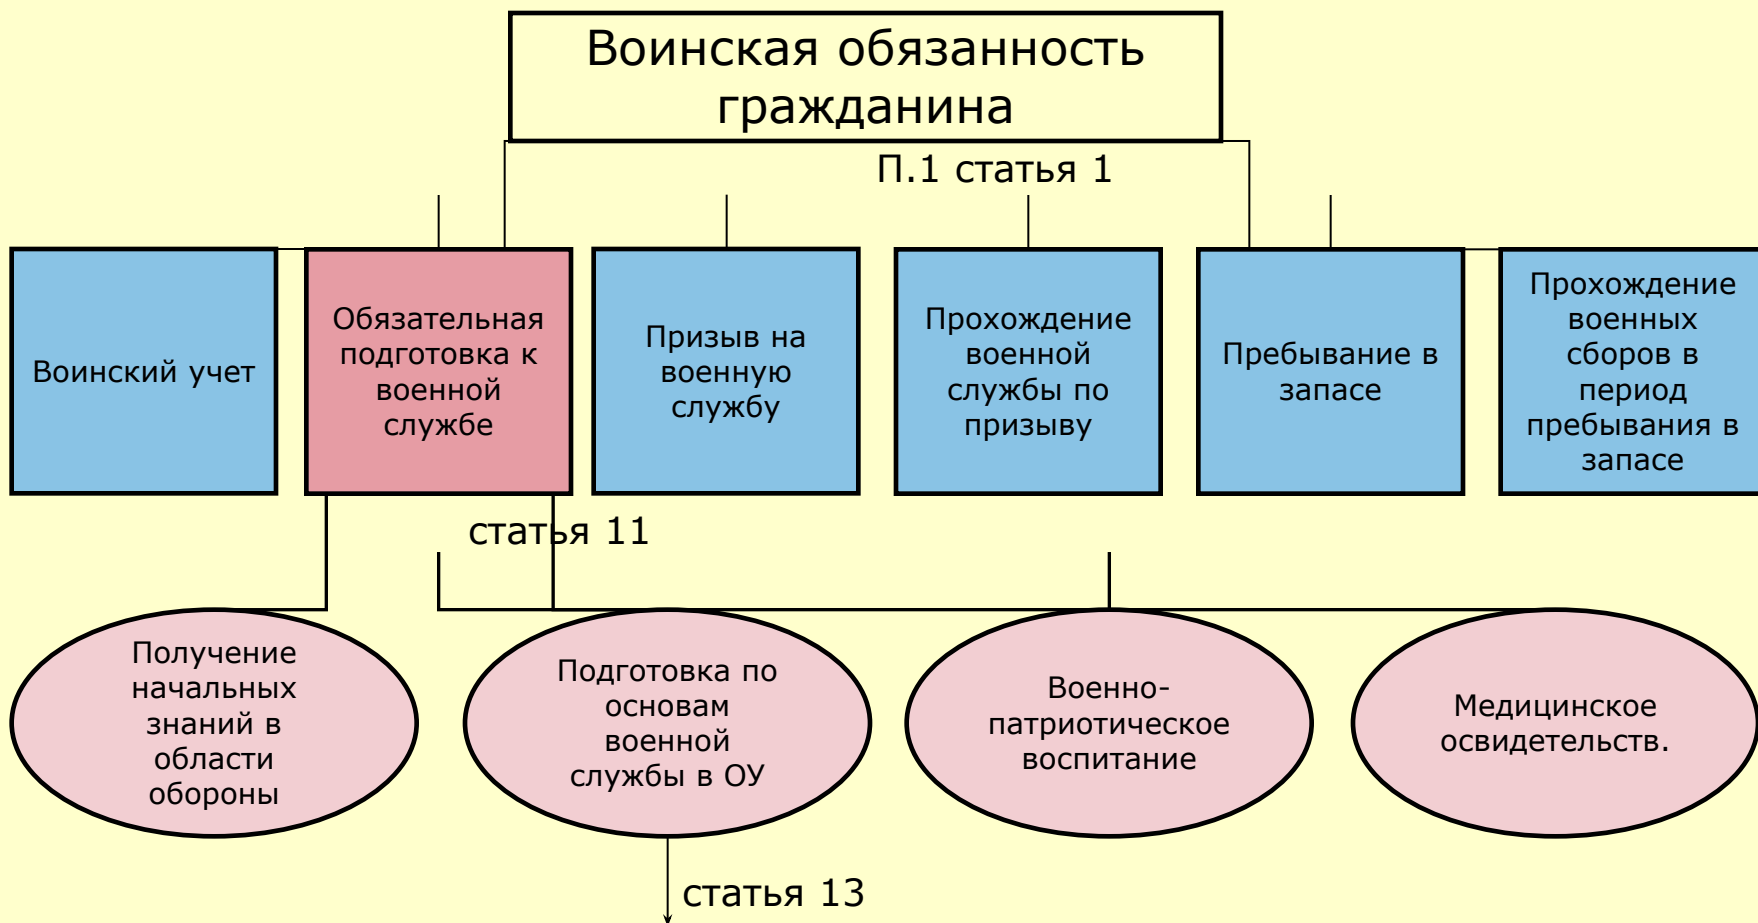 Воинская обязанность
гражданина
П.1 статья 1
Воинский учет
Обязательная
подготовка к
военной
службе
Призыв на
военную
службу
Прохождение
военной
службы по
призыву
Пребывание в
запасе
Прохождение
военных
сборов в
период
пребывания в
запасе
статья 11
Получение
начальных
знаний в
области
обороны
Подготовка по
основам
военной
службы в ОУ
Военно-
патриотическое
воспитание
Медицинское
освидетельств.
статья 13